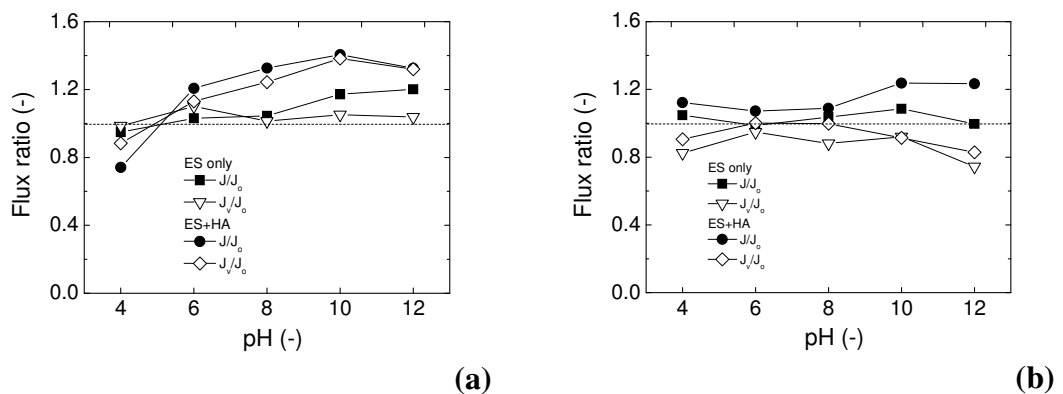 1.6
1.2
0.8
0.4
0.0
Flux ratio (-)
ES only
J/Jo
Jv/Jo
ES+HA
J/Jo
Jv/Jo
4 6 8 10 12
pH (-)
(a)
1.6
1.2
0.8
0.4
0.0
Flux ratio (-)
ES only
J/Jo
Jv/Jo
ES+HA
J/Jo
Jv/Jo
4 6 8 10 12
pH (-)
(b)